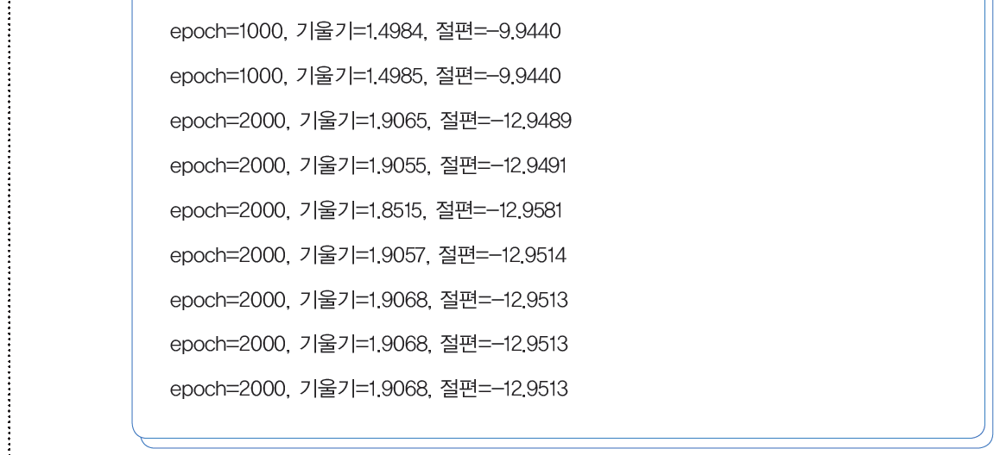 epoch=1000, 기울기=1.4984, 절편=-9.9440
epoch=1000, 기울기=1.4985, 절편=-9.9440
epoch=2000, 기울기=1.9065, 절편=-12.9489
epoch=2000, 기울기=1.9055, 절편=-12.9491
epoch=2000, 기울기=1.8515, 절편=-12.9581
epoch=2000, 기울기=1.9057, 절편=-12.9514
epoch=2000, 기울기=1.9068, 절편=-12.9513
epoch=2000, 기울기=1.9068, 절편=-12.9513
epoch=2000, 기울기=1.9068, 절편=-12.9513